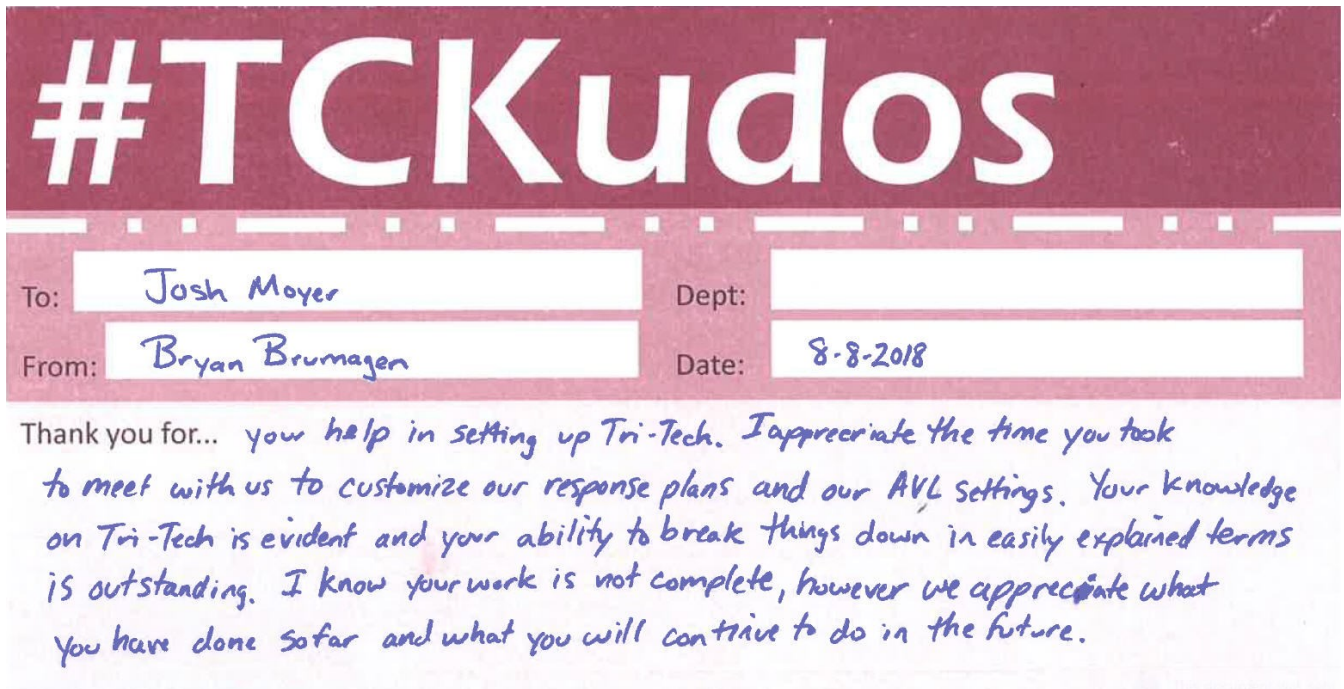 #TCKudos
To: Josh Moyer Dept:
From: Bryan Brumagen Date: 8-8-2018
Thank you for... your help in setting up Tri-Tech. I appreciate the time you took
to meet with us to customize our response plans and our AVL settings. Your knowledge
on Tri-Tech is evident and your ability to break things down in easily explained terms
is outstanding. I know your work is not complete, however we appreciate what
you have done so far and what you will continue to do in the future.